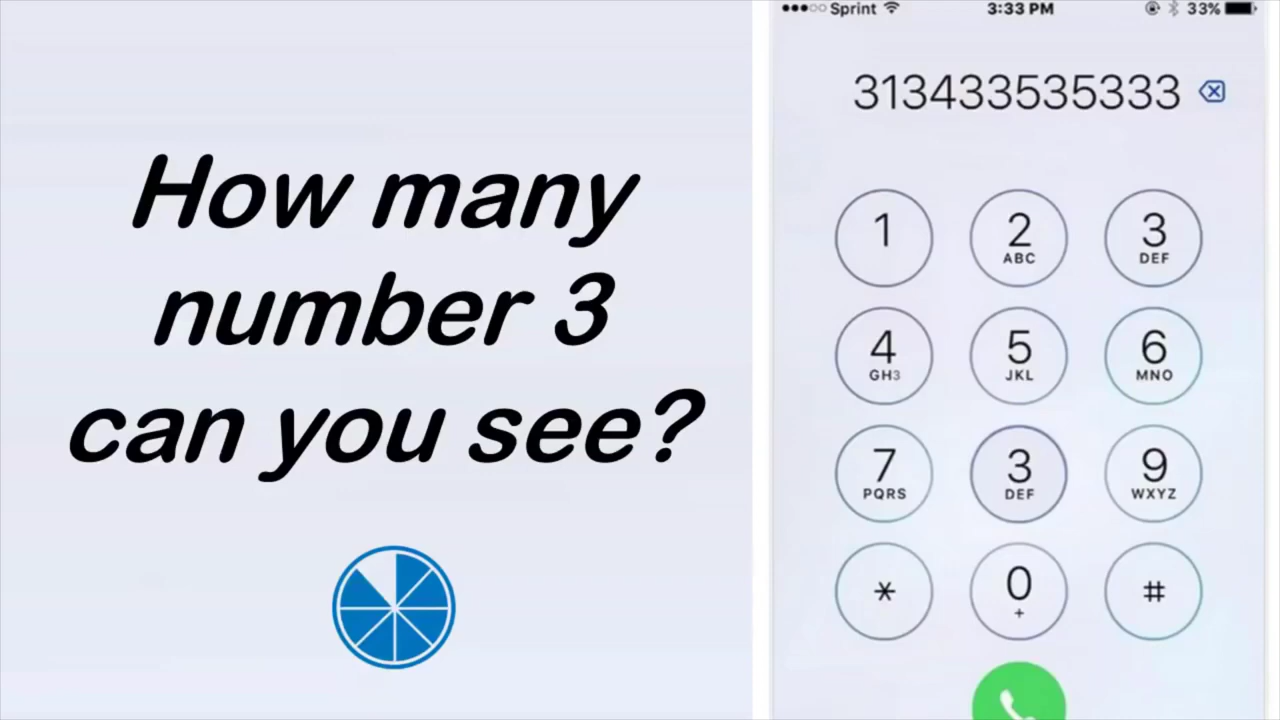 How many
number 3
can you see?
Sprint 3:33 PM 33%
313433535333
1 2 3
ABC DEF
4 5 6
GH3 JKL MNO
7 3 9
PQRS DEF WXYZ
* 0 #
+